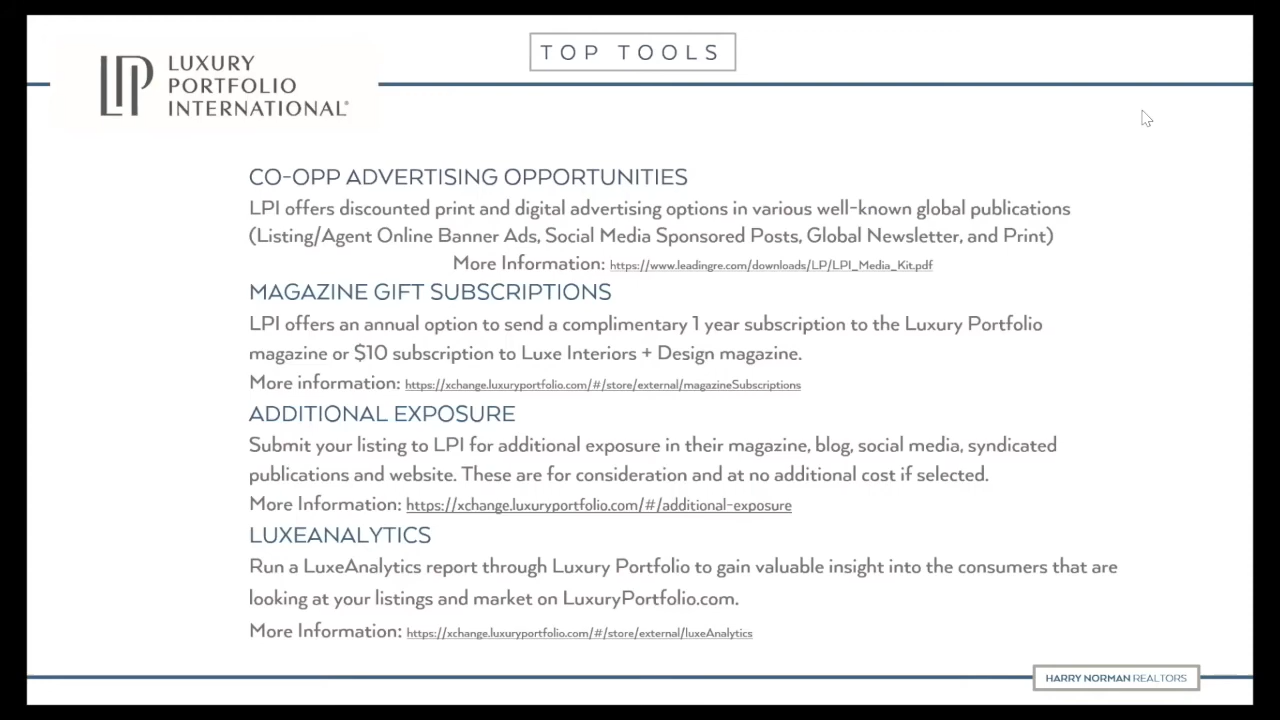 TOP TOOLS
LP LUXURY
PORTFOLIO
INTERNATIONAL®
CO-OPP ADVERTISING OPPORTUNITIES
LPI offers discounted print and digital advertising options in various well-known global publications
(Listing/Agent Online Banner Ads, Social Media Sponsored Posts, Global Newsletter, and Print)
More Information: https://www.leadingre.com/downloads/LP/LPI_Media_Kit.pdf
MAGAZINE GIFT SUBSCRIPTIONS
LPI offers an annual option to send a complimentary 1 year subscription to the Luxury Portfolio
magazine or $10 subscription to Luxe Interiors + Design magazine.
More information: https://xchange.luxuryportfolio.com/#/store/external/magazineSubscriptions
ADDITIONAL EXPOSURE
Submit your listing to LPI for additional exposure in their magazine, blog, social media, syndicated
publications and website. These are for consideration and at no additional cost if selected.
More Information: https://xchange.luxuryportfolio.com/#/additional-exposure
LUXEANALYTICS
Run a LuxeAnalytics report through Luxury Portfolio to gain valuable insight into the consumers that are
looking at your listings and market on LuxuryPortfolio.com.
More Information: https://xchange.luxuryportfolio.com/#/store/external/luxeAnalytics
HARRY NORMAN REALTORS